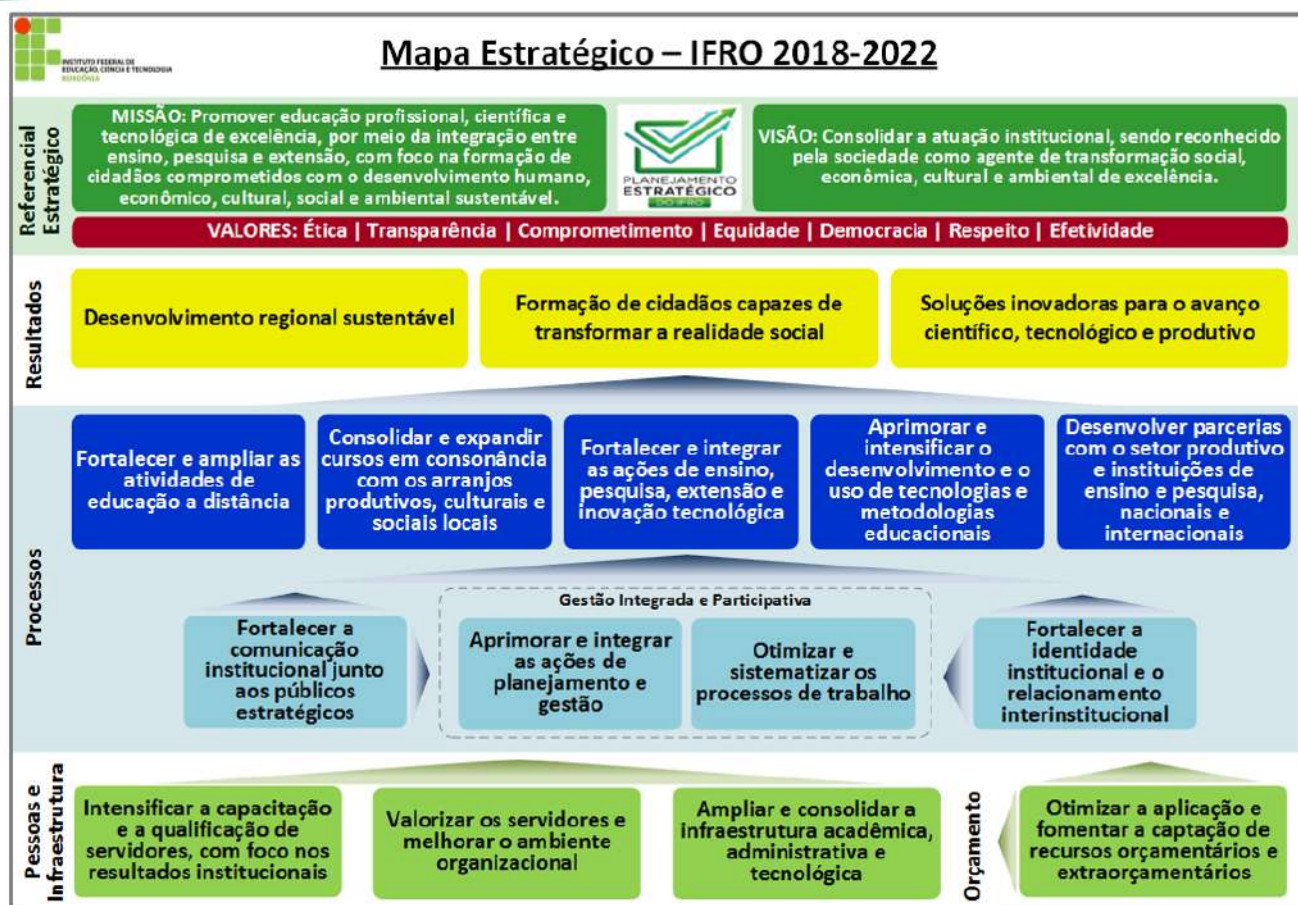 INSTITUTO FEDERAL DE
EDUCAÇÃO, CIÊNCIA E TECNOLOGIA
RONDÔNIA
Mapa Estratégico – IFRO 2018-2022
Referencial
Estratégico
MISSÃO: Promover educação profissional, científica e
tecnológica de excelência, por meio da integração entre
ensino, pesquisa e extensão, com foco na formação de
cidadãos comprometidos com o desenvolvimento humano,
econômico, cultural, social e ambiental sustentável.
PLANEJAMENTO
ESTRATÉGICO
DO IFRO
VISÃO: Consolidar a atuação institucional, sendo reconhecido
pela sociedade como agente de transformação social,
econômica, cultural e ambiental de excelência.
VALORES: Ética | Transparência | Comprometimento | Equidade | Democracia | Respeito | Efetividade
Resultados
Desenvolvimento regional sustentável
Formação de cidadãos capazes de
transformar a realidade social
Soluções inovadoras para o avanço
científico, tecnológico e produtivo
Processos
Fortalecer e ampliar as
atividades de
educação a distância
Consolidar e expandir
cursos em consonância
com os arranjos
produtivos, culturais e
sociais locais
Fortalecer e integrar
as ações de ensino,
pesquisa, extensão e
inovação tecnológica
Aprimorar e
intensificar o
desenvolvimento e o
uso de tecnologias e
metodologias
educacionais
Desenvolver parcerias
com o setor produtivo
e instituições de
ensino e pesquisa,
nacionais e
internacionais
Gestão Integrada e Participativa
Fortalecer a
comunicação
institucional junto
aos públicos
estratégicos
Aprimorar e integrar
as ações de
planejamento e
gestão
Otimizar e
sistematizar os
processos de trabalho
Fortalecer a
identidade
institucional e o
relacionamento
interinstitucional
Pessoas e
Infraestrutura
Intensificar a capacitação
e a qualificação de
servidores, com foco nos
resultados institucionais
Valorizar os servidores e
melhorar o ambiente
organizacional
Ampliar e consolidar a
infraestrutura acadêmica,
administrativa e
tecnológica
Orçamento
Otimizar a aplicação e
fomentar a captação de
recursos orçamentários e
extraorçamentários